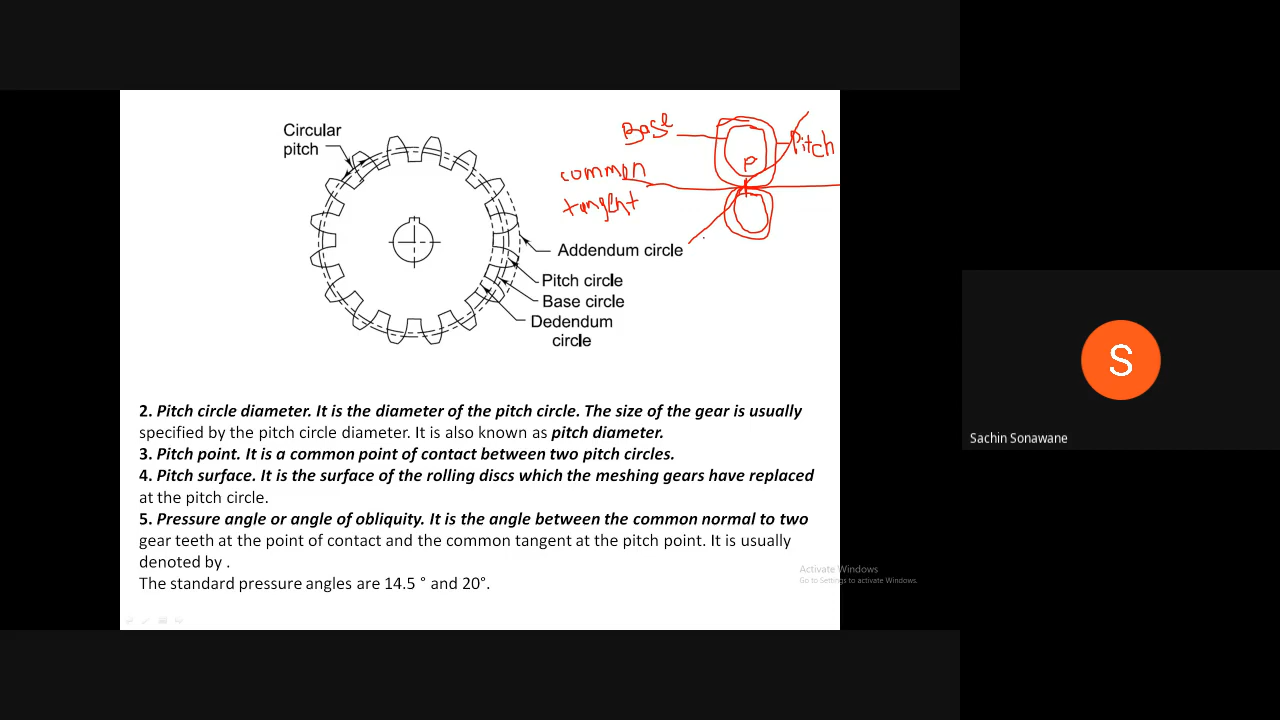 Circular
pitch
Base
Pitch
P
common
tangent
Addendum circle
Pitch circle
Base circle
Dedendum
circle
2. Pitch circle diameter. It is the diameter of the pitch circle. The size of the gear is usually
specified by the pitch circle diameter. It is also known as pitch diameter.
3. Pitch point. It is a common point of contact between two pitch circles.
4. Pitch surface. It is the surface of the rolling discs which the meshing gears have replaced
at the pitch circle.
5. Pressure angle or angle of obliquity. It is the angle between the common normal to two
gear teeth at the point of contact and the common tangent at the pitch point. It is usually
denoted by .
The standard pressure angles are 14.5 ° and 20°.
Activate Windows
Go to Settings to activate Windows.
S
Sachin Sonawane